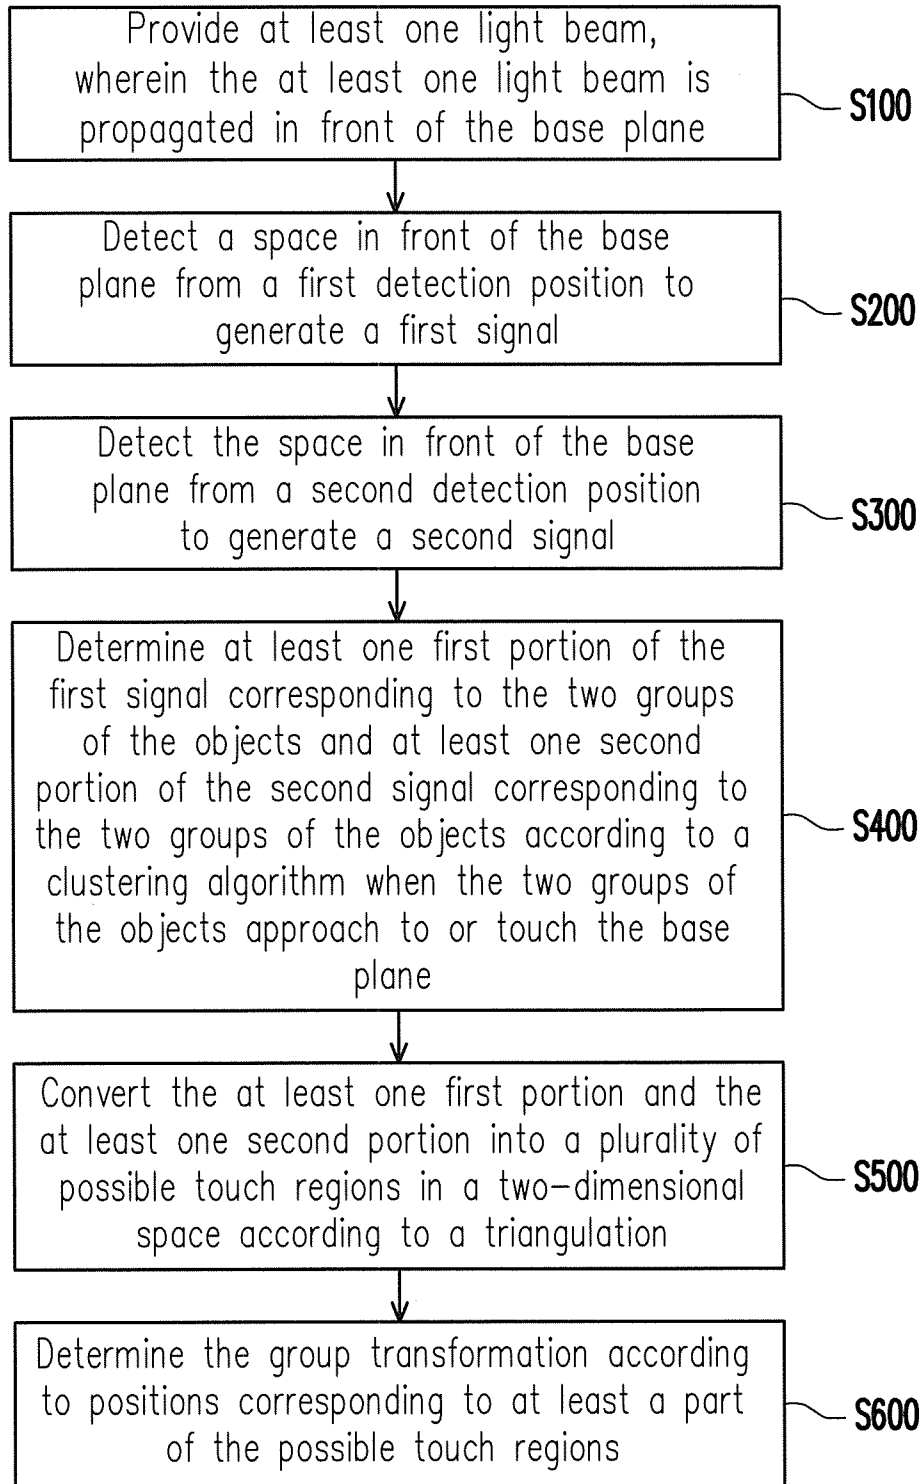 Provide at least one light beam,
wherein the at least one light beam is
propagated in front of the base plane
S100
Detect a space in front of the base
plane from a first detection position to
generate a first signal
S200
Detect the space in front of the base
plane from a second detection position
to generate a second signal
S300
Determine at least one first portion of the
first signal corresponding to the two groups
of the objects and at least one second
portion of the second signal corresponding to
the two groups of the objects according to a
clustering algorithm when the two groups of
the objects approach to or touch the base
plane
S400
Convert the at least one first portion and the
at least one second portion into a plurality of
possible touch regions in a two-dimensional
space according to a triangulation
S500
Determine the group transformation according
to positions corresponding to at least a part
of the possible touch regions
S600